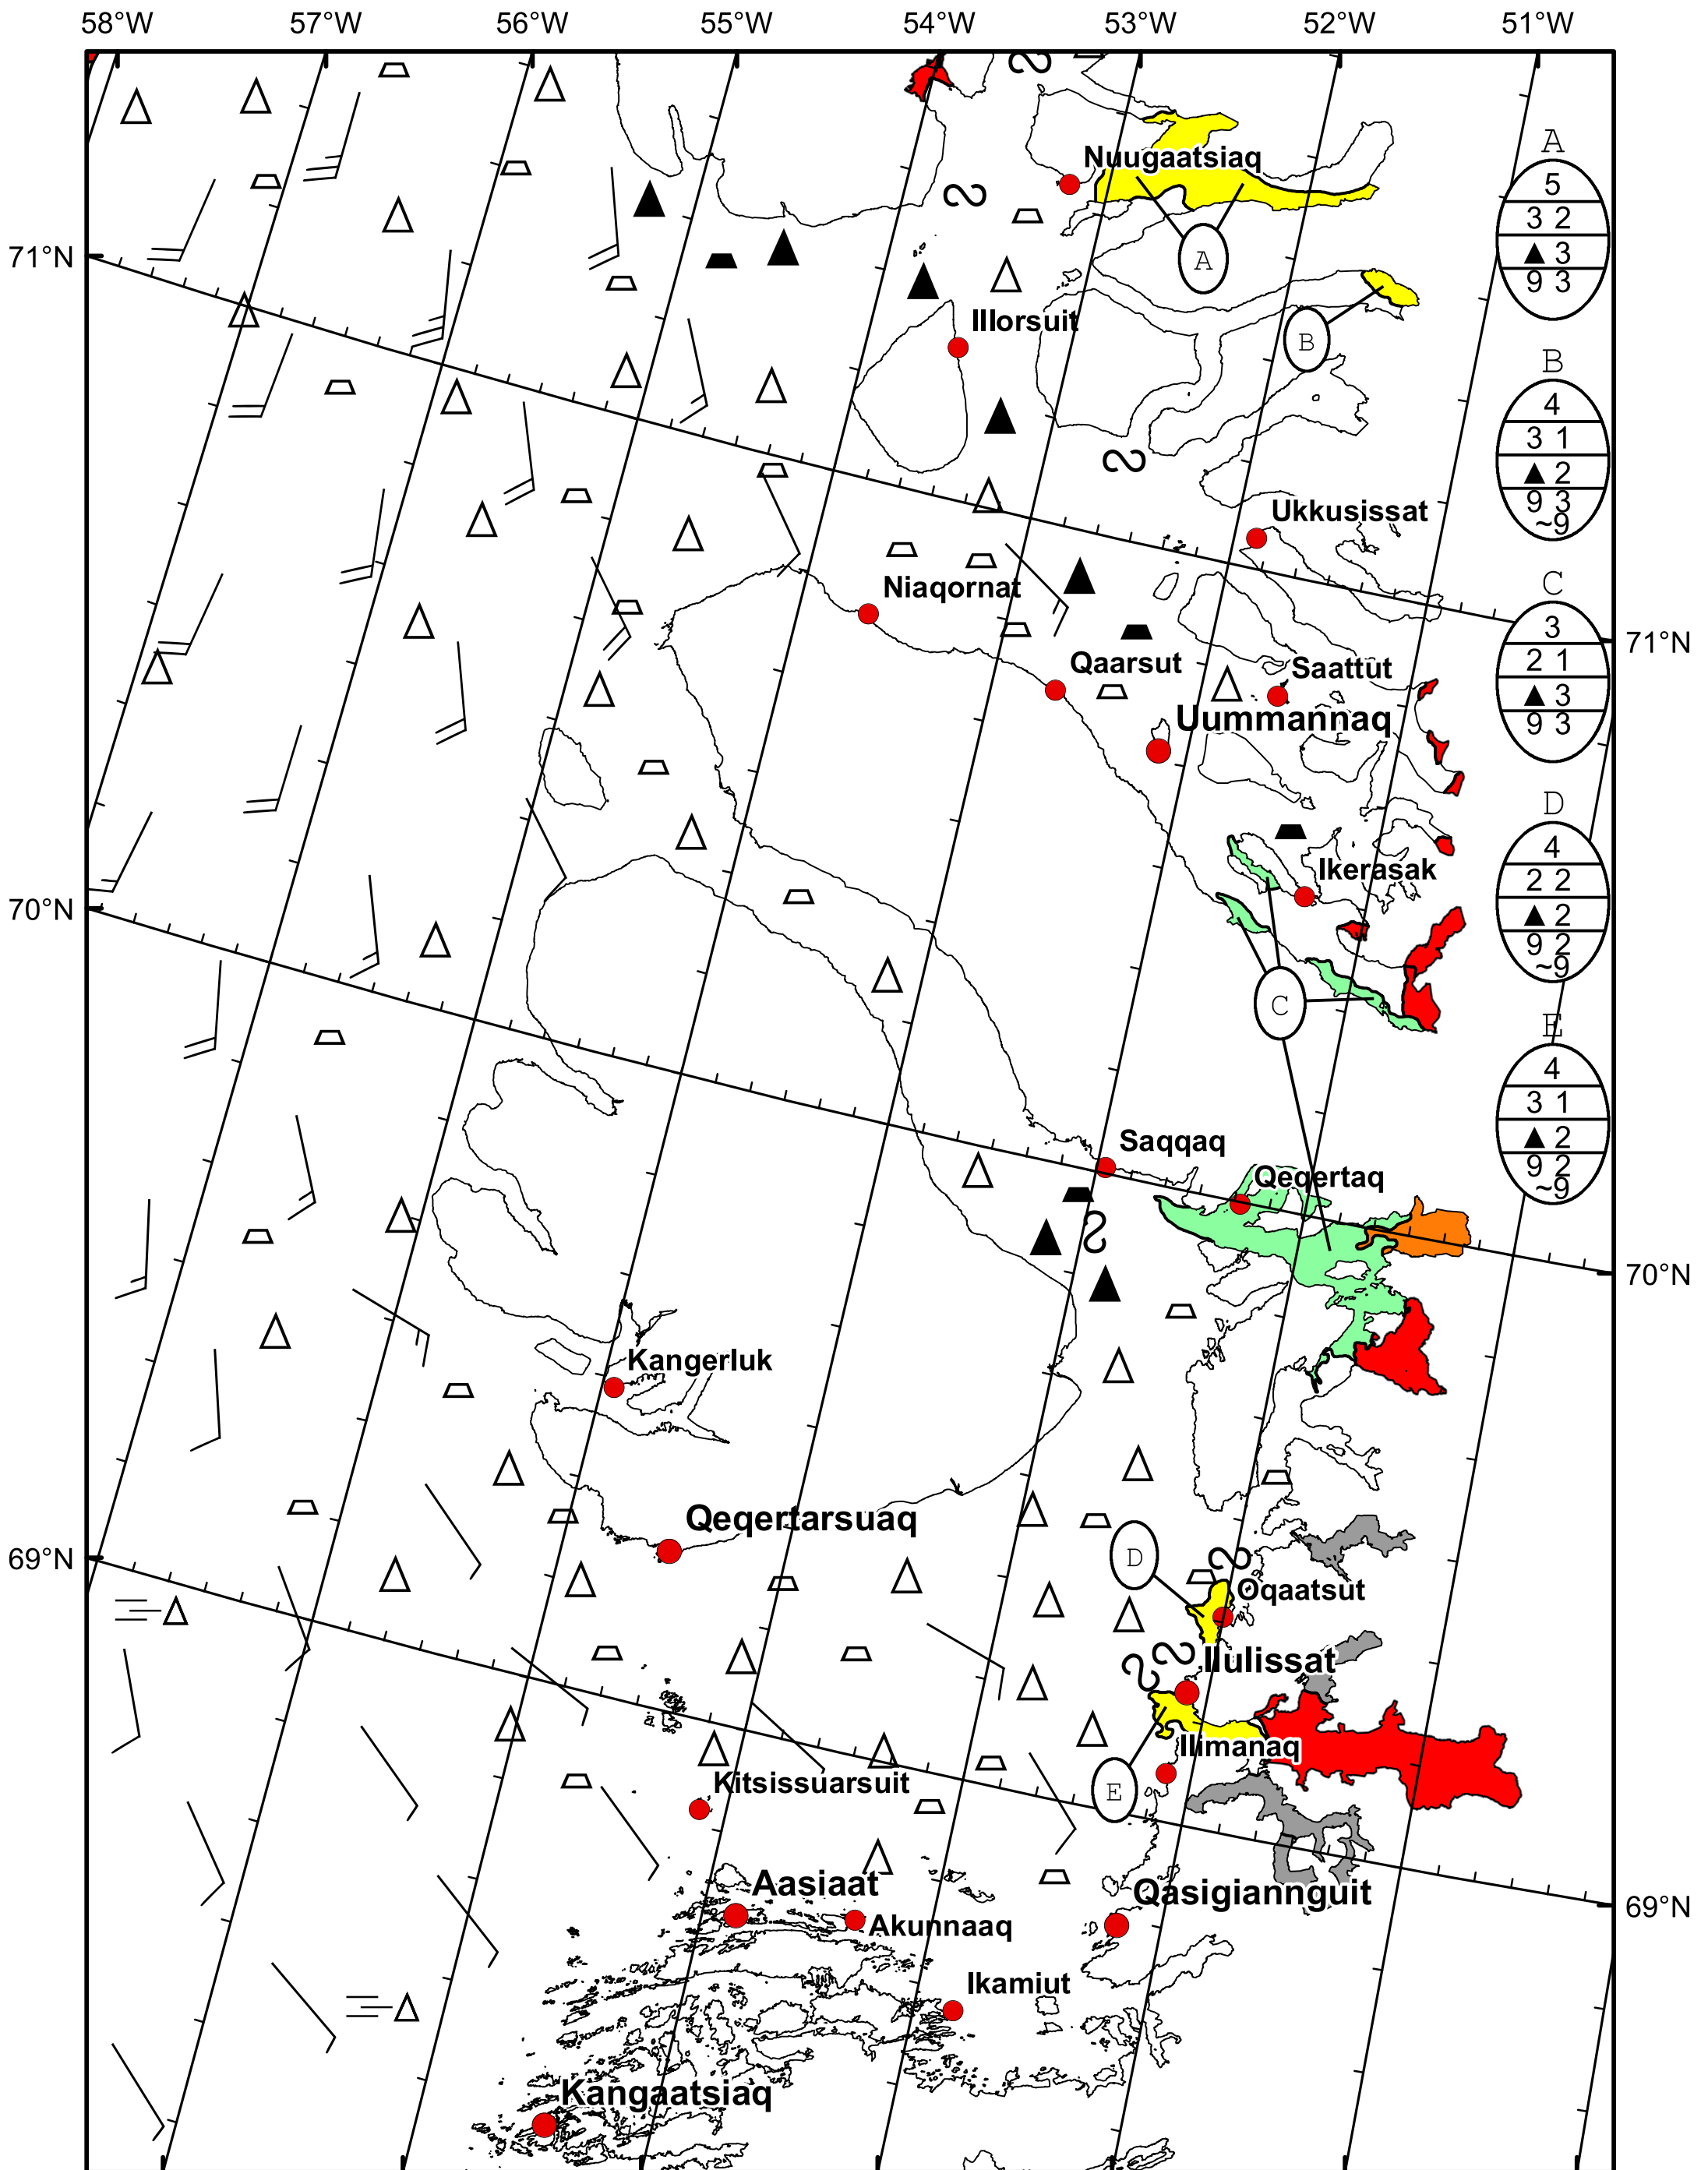 58°W 57°W 56°W 55°W 54°W 53°W 52°W 51°W
A
5
3 2
▲ 3
9 3
Nuugaatsiaq
A
71°N
B
Illorsuit
B
4
3 1
▲ 2
9 3
~9
Ukkusissat
Niaqornat
C
3
2 1
▲ 3
9 3
71°N
Qaarsut
Saattut
Uummannaq
D
4
2 2
▲ 2
9 2
~9
Ikerasak
70°N
C
E
4
3 1
▲ 2
9 2
~9
Saqqaq
Qeqertaq
70°N
Kangerluk
Qeqertarsuaq
69°N
D
Oqaatsut
Ilulissat
Ilimanaq
E
Kitsissuarsuit
Aasiaat
Qasigiannguit
69°N
Akunnaaq
Ikamiut
Kangaatsiaq